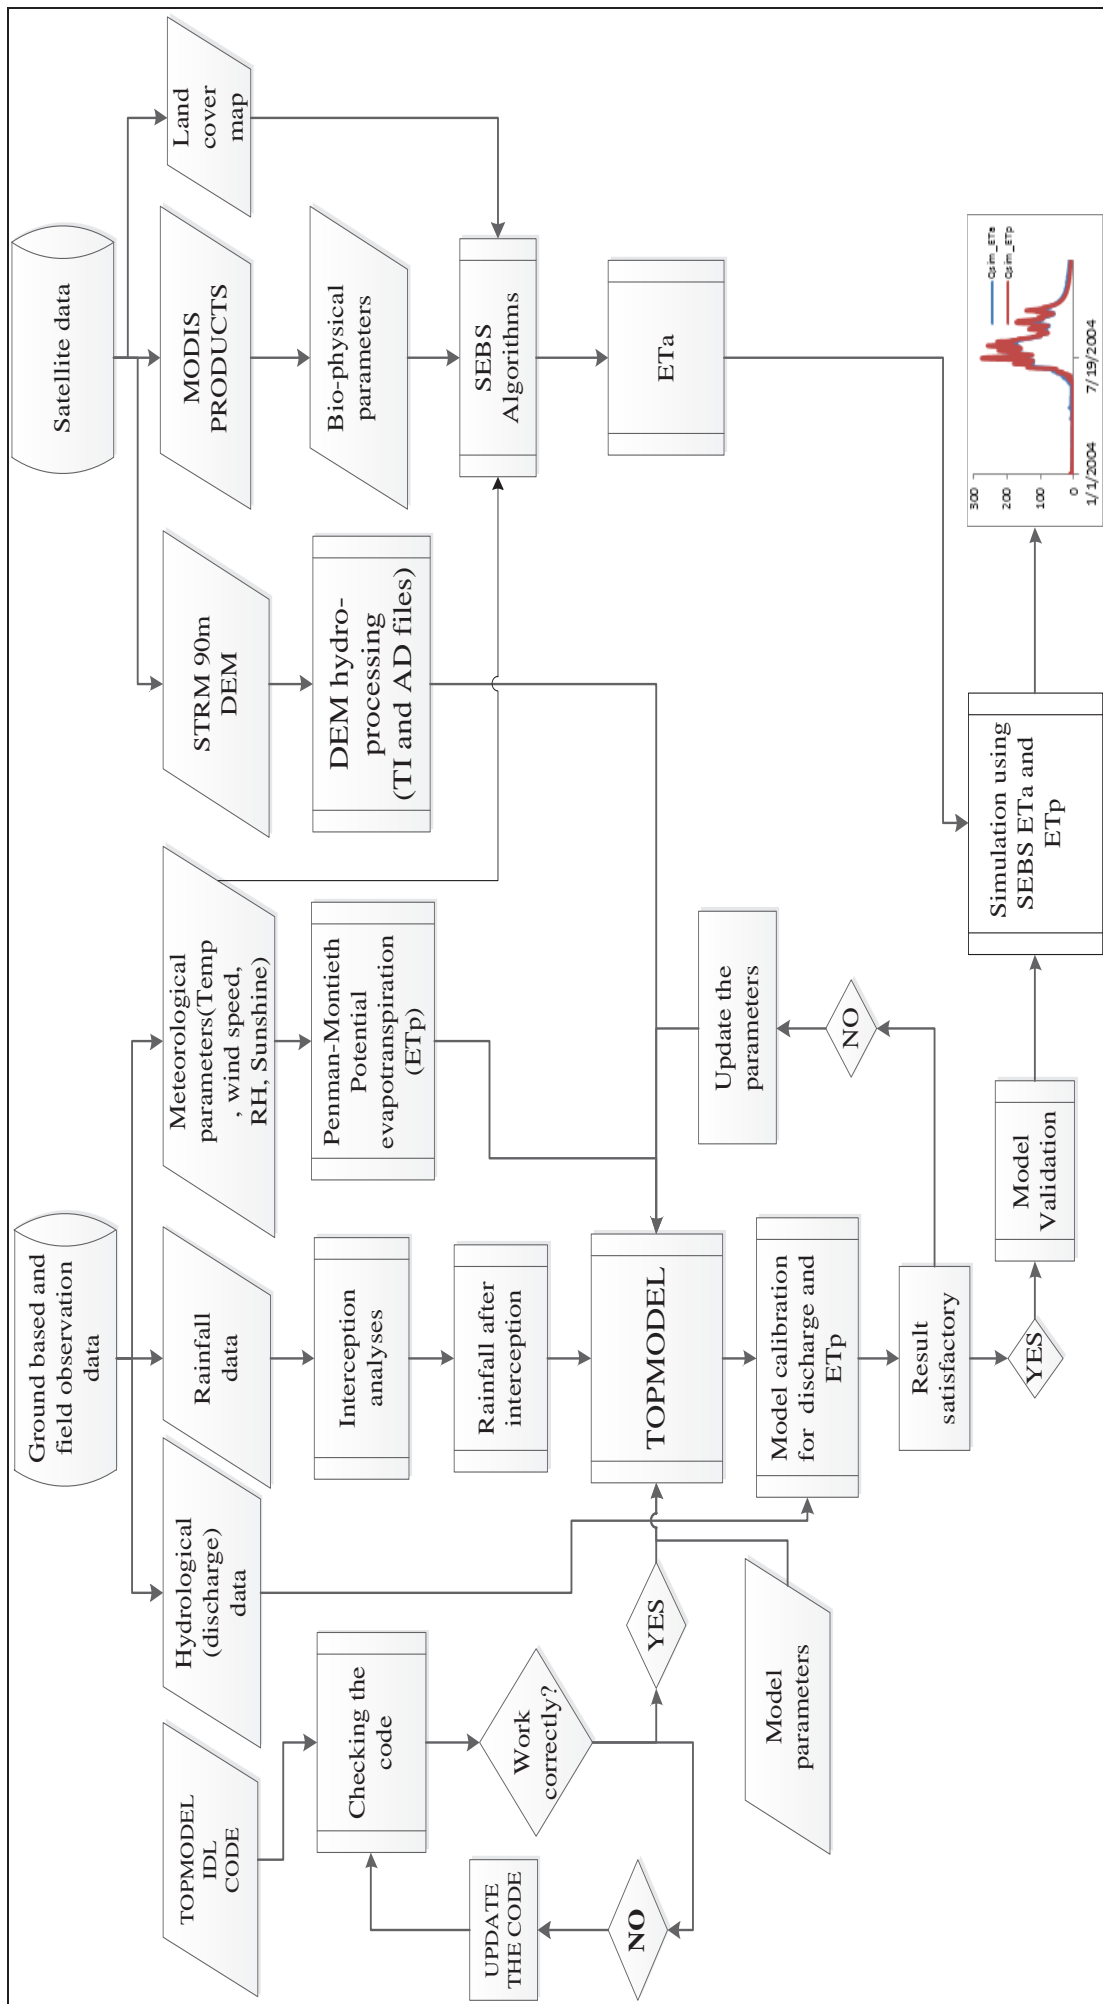 Ground based and
field observation
data
Satellite data
TOPMODEL
IDL
CODE
Hydrological
(discharge)
data
Rainfall
data
Meteorological
parameters(Temp
, wind speed,
RH, Sunshine)
STRM 90m
DEM
MODIS
PRODUCTS
Land
cover
map
Checking the
code
Interception
analyses
Penman-Montieth
Potential
evapotranspiration
(ETp)
DEM hydro-
processing
(TI and AD files)
Bio-physical
parameters
UPDATE
THE CODE
Work
correctly?
Rainfall after
interception
SEBS
Algorithms
NO
YES
TOPMODEL
ETa
Model
parameters
Model calibration
for discharge and
ETp
Update the
parameters
Result
satisfactory
NO
YES
Model
Validation
Simulation using
SEBS ETa and
ETp
300
200
100
0
1/1/2004
7/19/2004
Qsim_ETa
Qsim_ETp